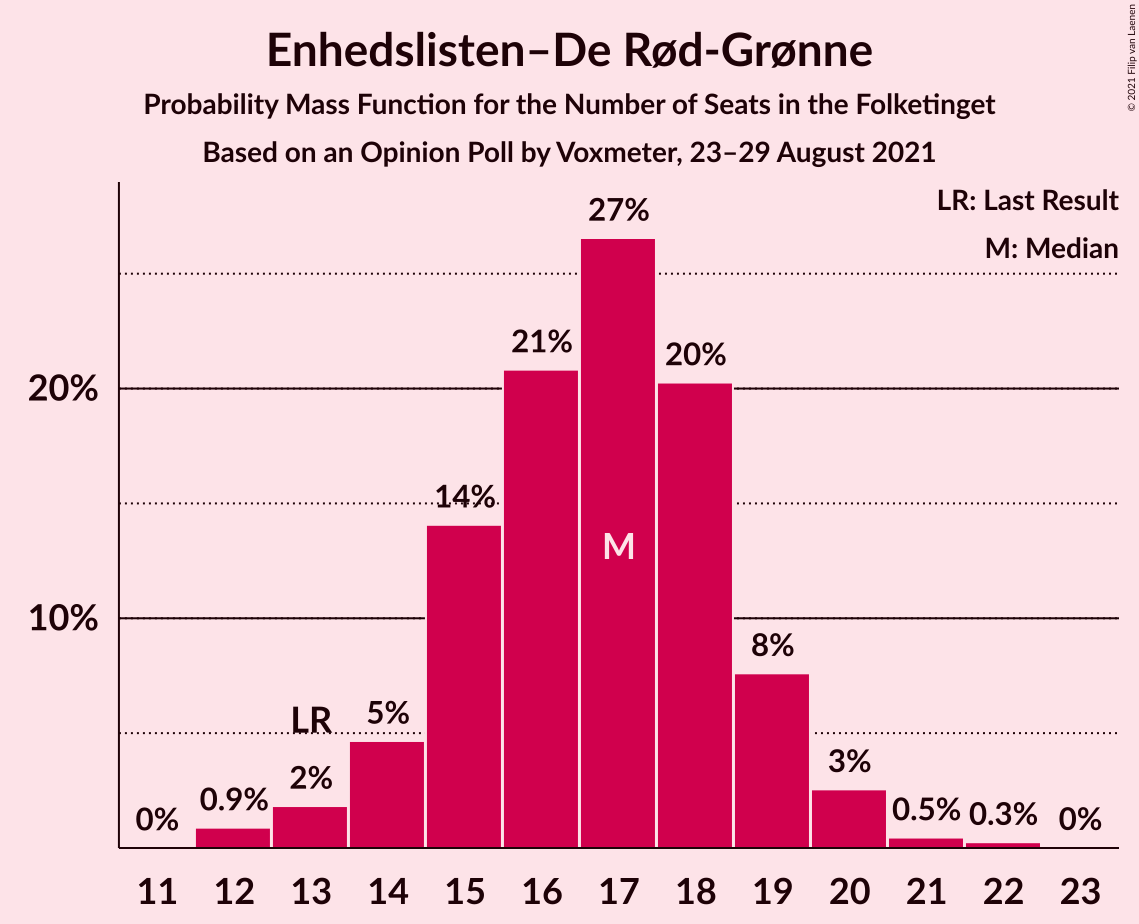 Enhedslisten–De Rød-Grønne
Probability Mass Function for the Number of Seats in the Folketinget
Based on an Opinion Poll by Voxmeter, 23–29 August 2021
© 2021 Filip van Laenen
LR: Last Result
M: Median
20%
10%
0%
0.9%
2%
LR
5%
14%
21%
27%
M
20%
8%
3%
0.5%
0.3%
0%
11 12 13 14 15 16 17 18 19 20 21 22 23